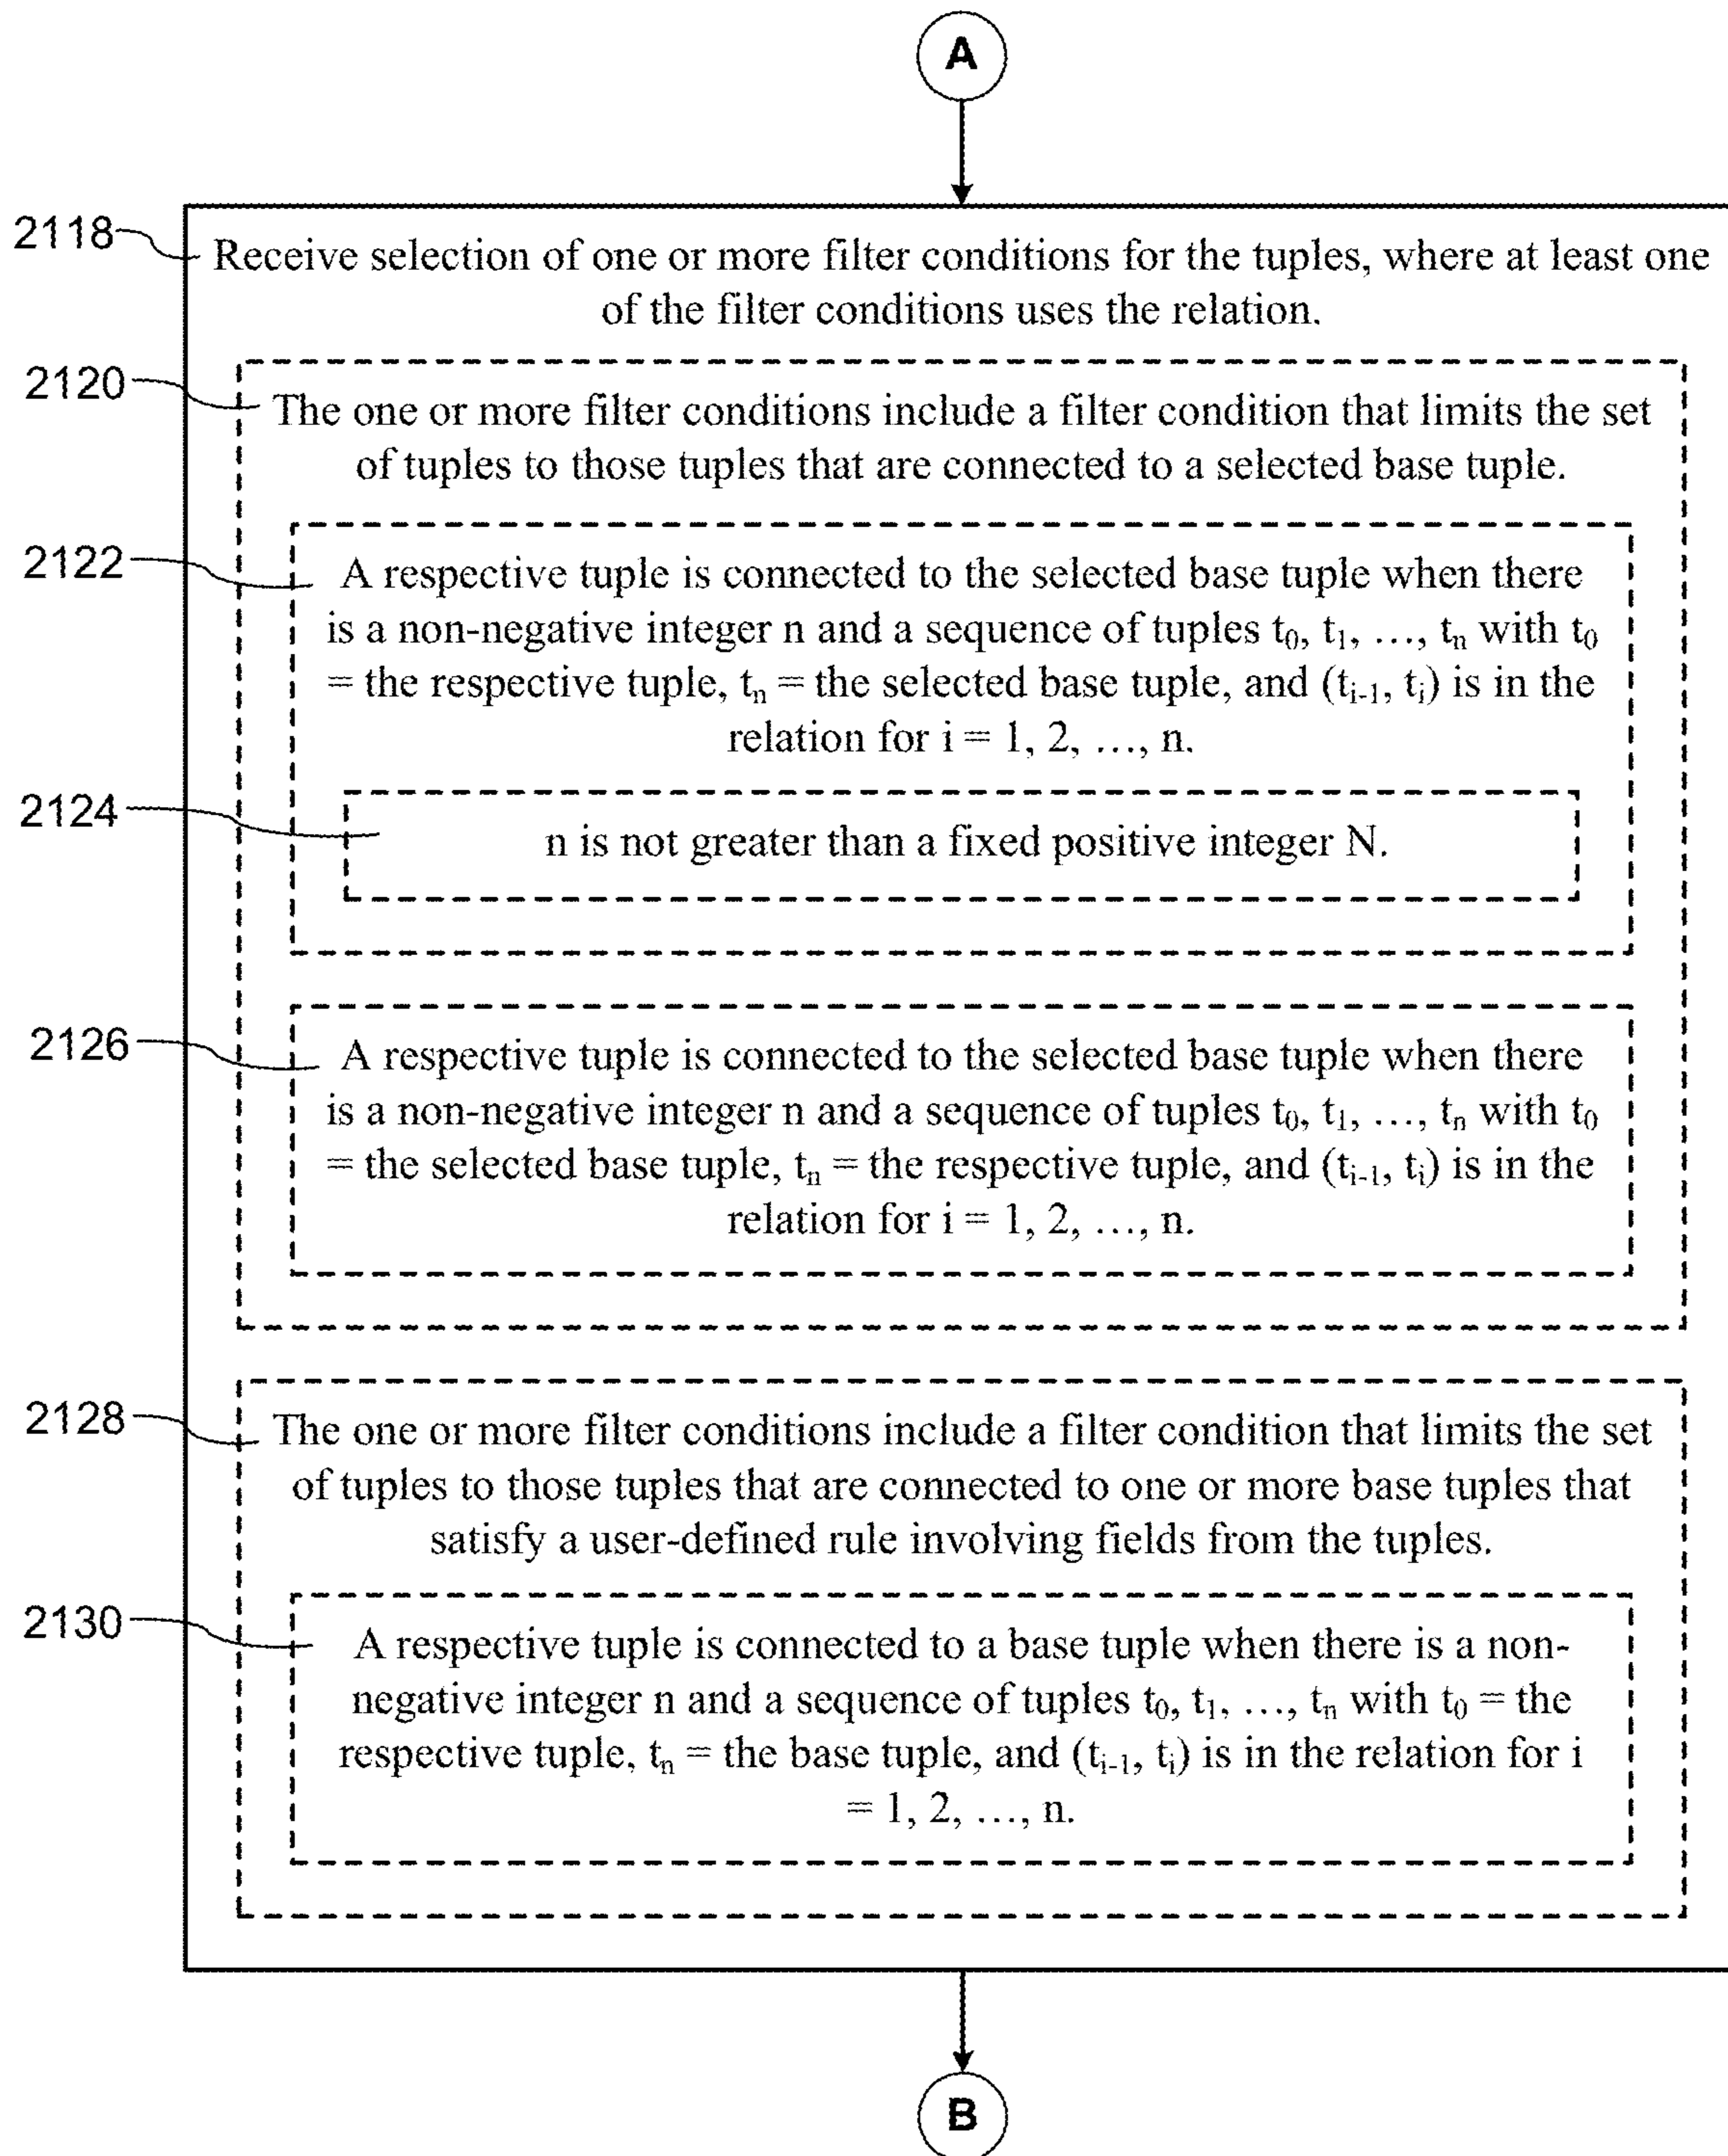 A
2118
Receive selection of one or more filter conditions for the tuples, where at least one
of the filter conditions uses the relation.
2120
The one or more filter conditions include a filter condition that limits the set
of tuples to those tuples that are connected to a selected base tuple.
2122
A respective tuple is connected to the selected base tuple when there
is a non-negative integer n and a sequence of tuples t₀, t₁, …, tₙ with t₀
= the respective tuple, tₙ = the selected base tuple, and (tᵢ₋₁, tᵢ) is in the
relation for i = 1, 2, …, n.
2124
n is not greater than a fixed positive integer N.
2126
A respective tuple is connected to the selected base tuple when there
is a non-negative integer n and a sequence of tuples t₀, t₁, …, tₙ with t₀
= the selected base tuple, tₙ = the respective tuple, and (tᵢ₋₁, tᵢ) is in the
relation for i = 1, 2, …, n.
2128
The one or more filter conditions include a filter condition that limits the set
of tuples to those tuples that are connected to one or more base tuples that
satisfy a user-defined rule involving fields from the tuples.
2130
A respective tuple is connected to a base tuple when there is a non-
negative integer n and a sequence of tuples t₀, t₁, …, tₙ with t₀ = the
respective tuple, tₙ = the base tuple, and (tᵢ₋₁, tᵢ) is in the relation for i
= 1, 2, …, n.
B